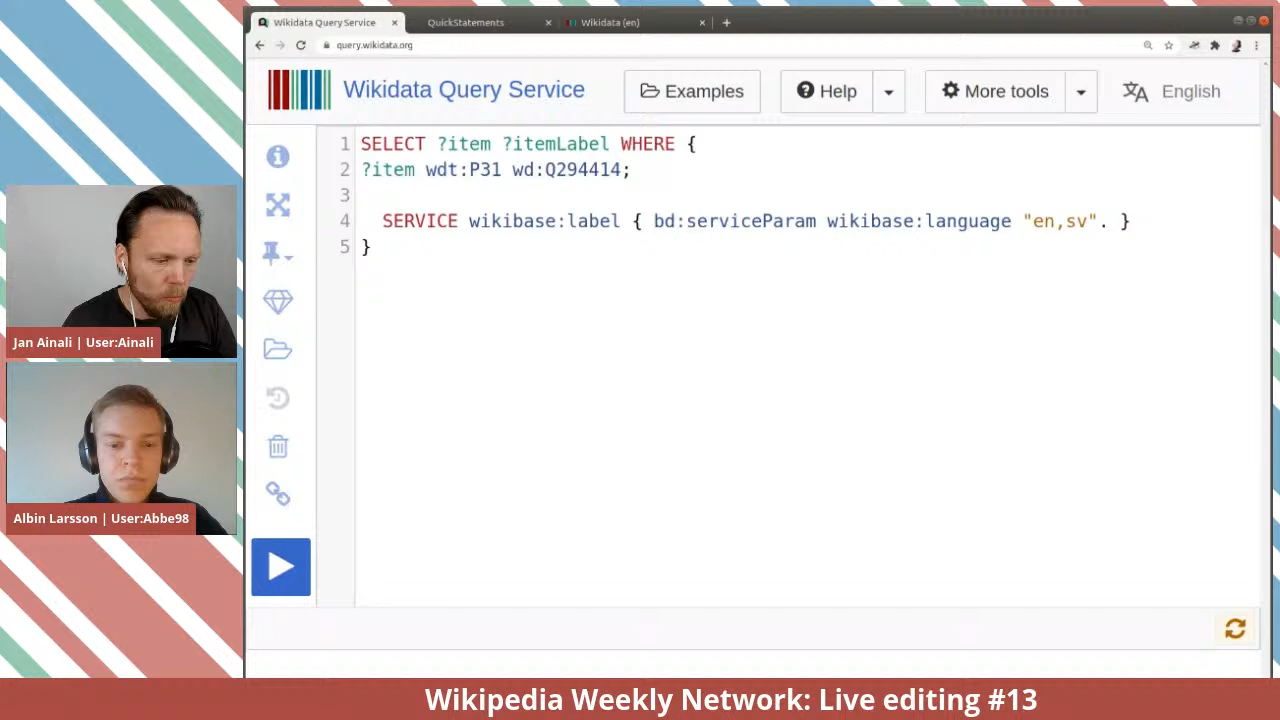 Wikidata Query Service
QuickStatements
Wikidata (en)
query.wikidata.org
Wikidata Query Service
Examples
Help
More tools
English
1 SELECT ?item ?itemLabel WHERE {
2 ?item wdt:P31 wd:Q294414;
3
4 SERVICE wikibase:label { bd:serviceParam wikibase:language "en,sv". }
5 }
Jan Ainali | User:Ainali
Albin Larsson | User:Abbe98
Wikipedia Weekly Network: Live editing #13